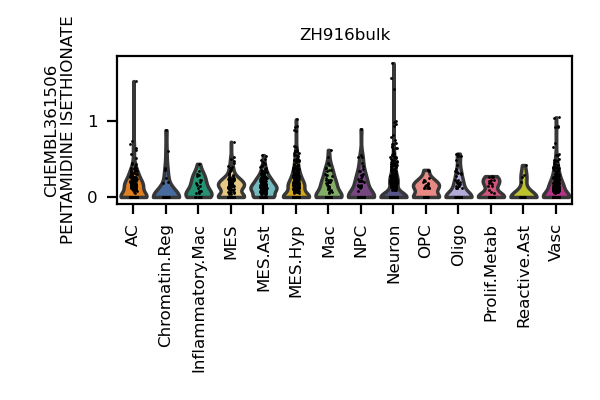 ZH916bulk
CHEMBL361506
PENTAMIDINE ISETHIONATE
1
0
AC
Chromatin.Reg
Inflammatory.Mac
MES
MES.Ast
MES.Hyp
Mac
NPC
Neuron
OPC
Oligo
Prolif.Metab
Reactive.Ast
Vasc